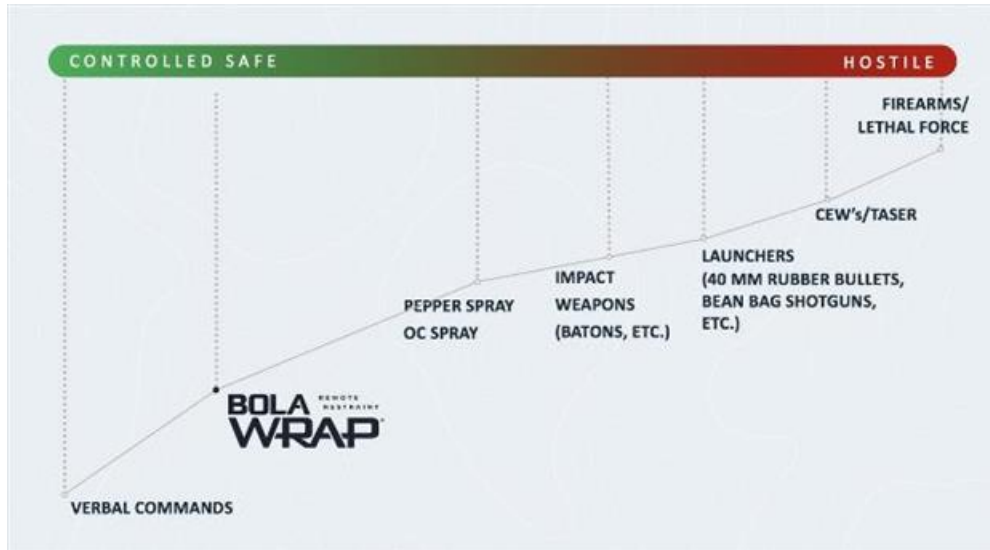 CONTROLLED SAFE
HOSTILE
FIREARMS/
LETHAL FORCE
CEW's/TASER
LAUNCHERS
(40 MM RUBBER BULLETS,
BEAN BAG SHOTGUNS,
ETC.)
IMPACT
WEAPONS
(BATONS, ETC.)
PEPPER SPRAY
OC SPRAY
BOLA
REMOTE
RESTRAINT
WRAP
VERBAL COMMANDS